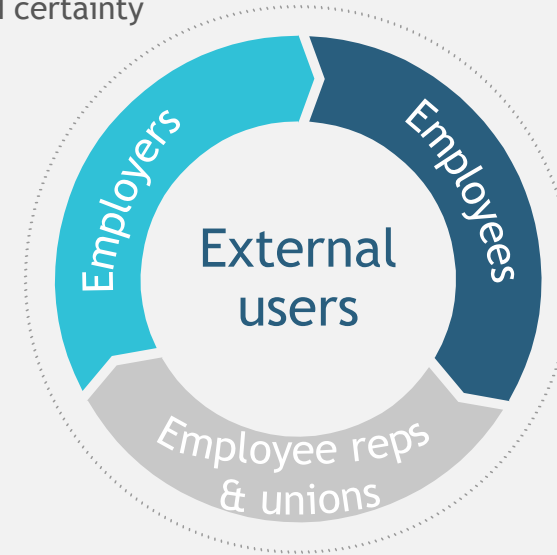 certainty
Employers
Employees
External
users
Employee reps
& unions